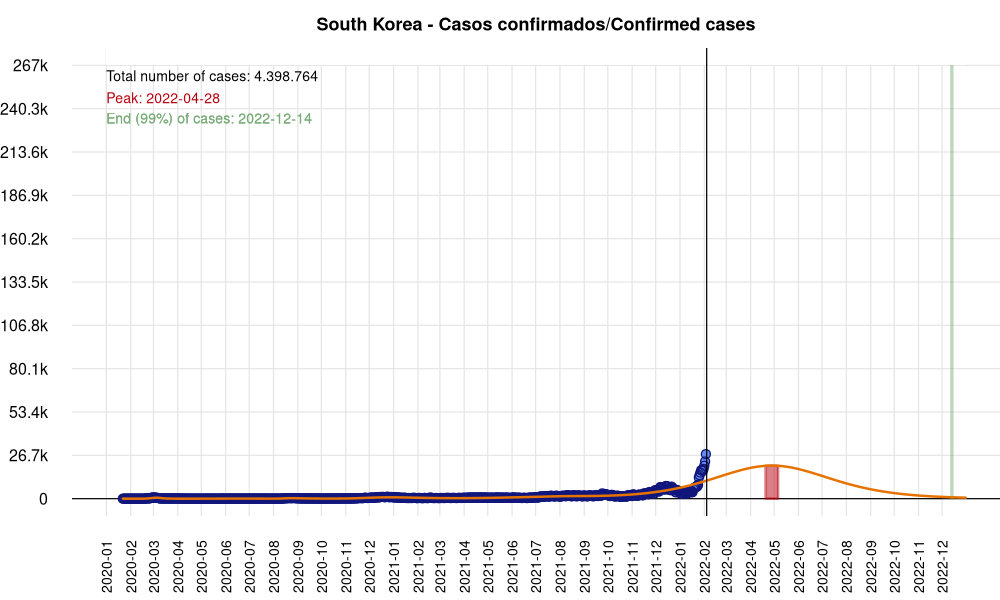 South Korea - Casos confirmados/Confirmed cases
Total number of cases: 4.398.764
Peak: 2022-04-28
End (99%) of cases: 2022-12-14
267k
240.3k
213.6k
186.9k
160.2k
133.5k
106.8k
80.1k
53.4k
26.7k
0
2020-01
2020-02
2020-03
2020-04
2020-05
2020-06
2020-07
2020-08
2020-09
2020-10
2020-11
2020-12
2021-01
2021-02
2021-03
2021-04
2021-05
2021-06
2021-07
2021-08
2021-09
2021-10
2021-11
2021-12
2022-01
2022-02
2022-03
2022-04
2022-05
2022-06
2022-07
2022-08
2022-09
2022-10
2022-11
2022-12